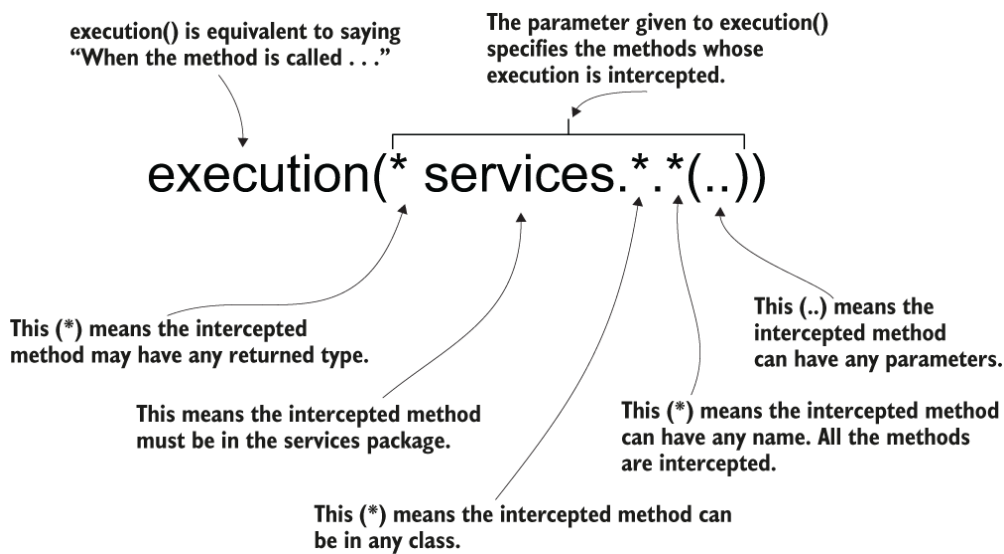 execution() is equivalent to saying
“When the method is called . . .”
The parameter given to execution()
specifies the methods whose
execution is intercepted.
execution(* services.*.*(..))
This (*) means the intercepted
method may have any returned type.
This means the intercepted method
must be in the services package.
This (*) means the intercepted method can
be in any class.
This (*) means the intercepted method
can have any name. All the methods
are intercepted.
This (..) means the
intercepted method
can have any parameters.